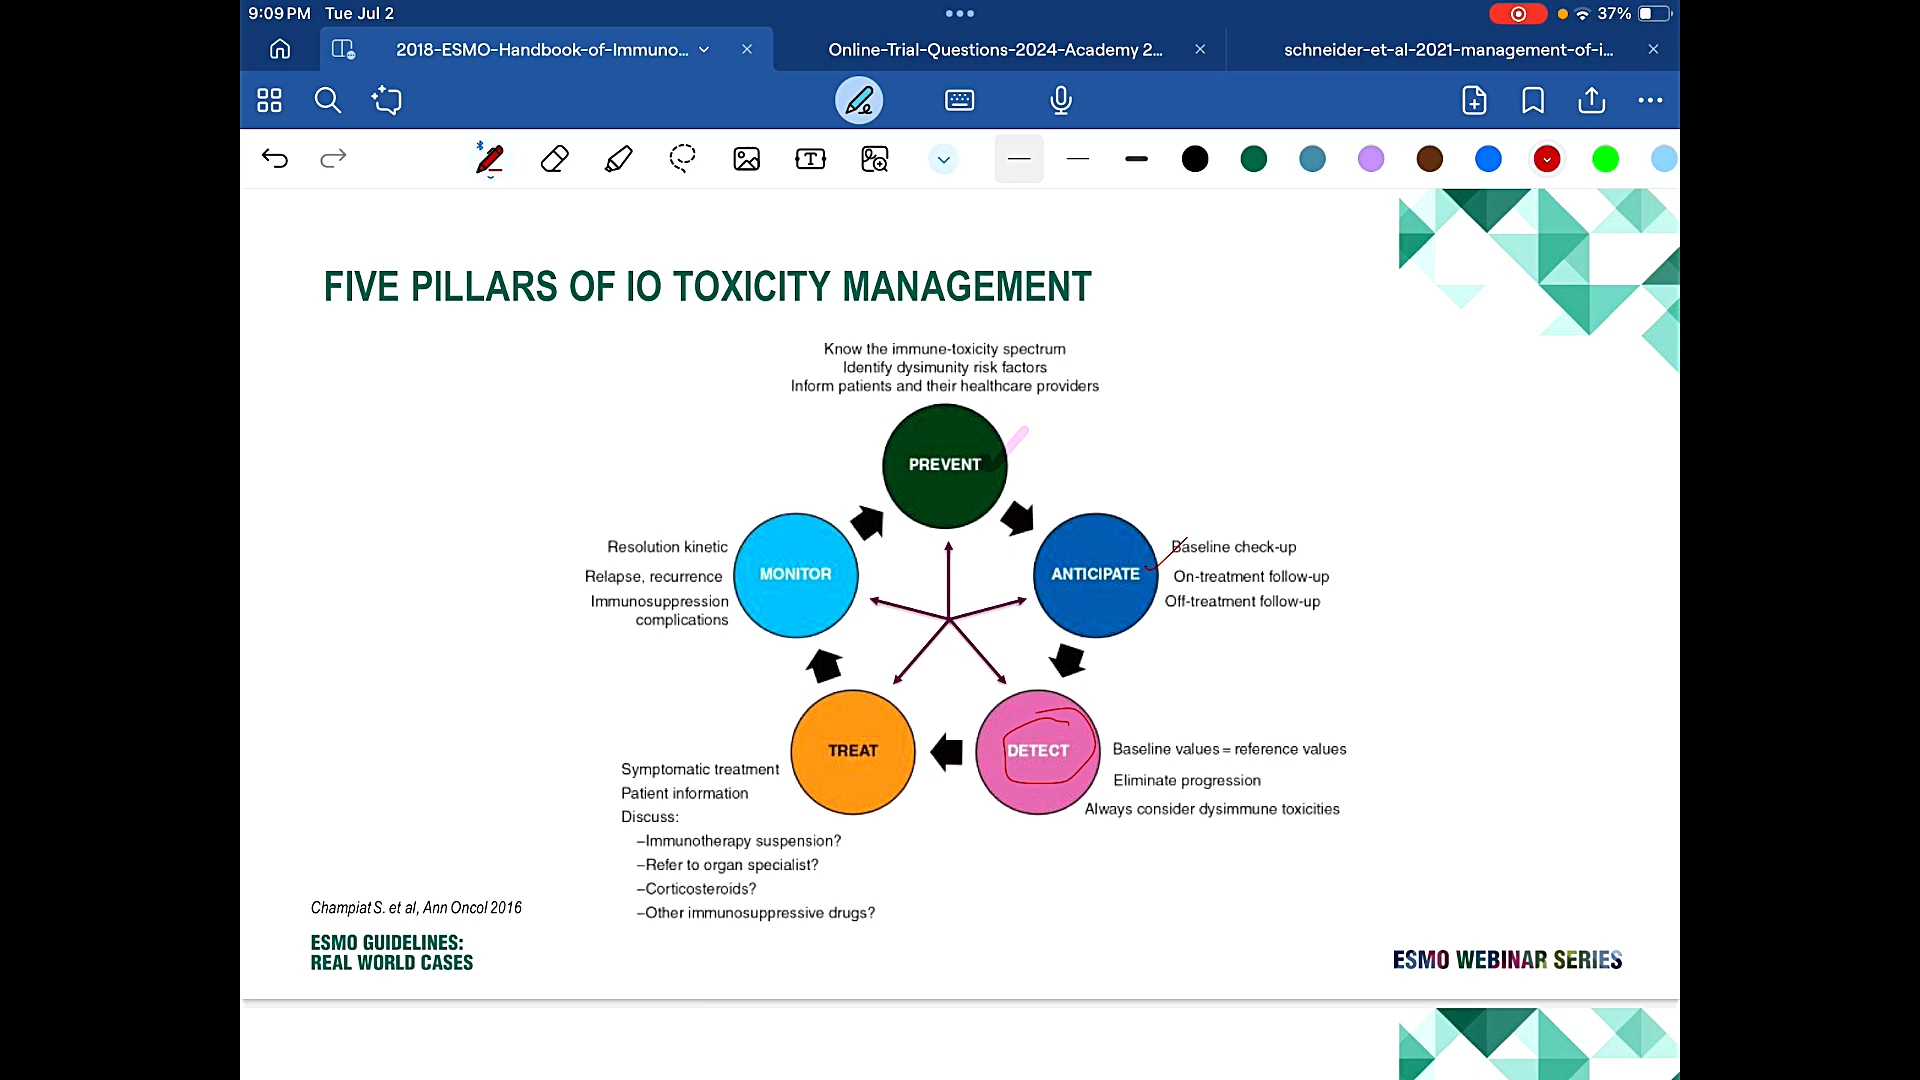 9:09 PM Tue Jul 2
37%
2018-ESMO-Handbook-of-Immuno...
Online-Trial-Questions-2024-Academy 2...
schneider-et-al-2021-management-of-i...
FIVE PILLARS OF IO TOXICITY MANAGEMENT
Know the immune-toxicity spectrum
Identify dysimunity risk factors
Inform patients and their healthcare providers
PREVENT
Resolution kinetic
Relapse, recurrence
Immunosuppression
complications
MONITOR
ANTICIPATE
Baseline check-up
On-treatment follow-up
Off-treatment follow-up
TREAT
DETECT
Baseline values = reference values
Eliminate progression
Always consider dysimmune toxicities
Symptomatic treatment
Patient information
Discuss:
–Immunotherapy suspension?
–Refer to organ specialist?
–Corticosteroids?
–Other immunosuppressive drugs?
Champiat S. et al, Ann Oncol 2016
ESMO GUIDELINES:
REAL WORLD CASES
ESMO WEBINAR SERIES